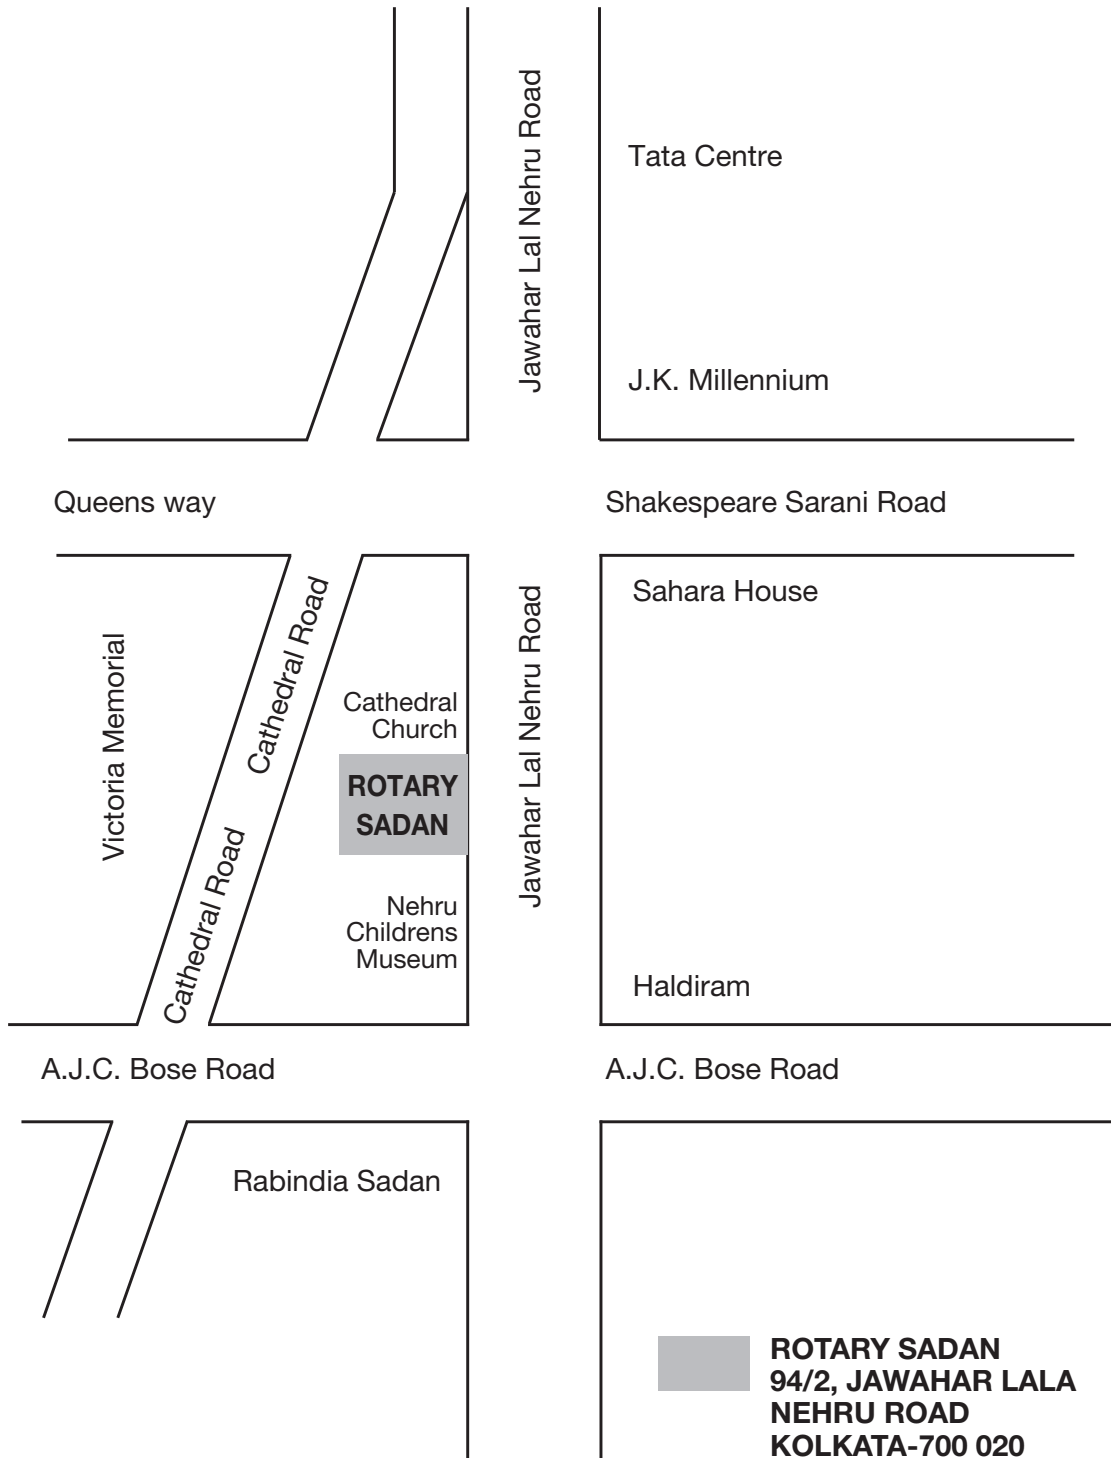 Jawahar Lal Nehru Road
Tata Centre
J.K. Millennium
Queens way
Shakespeare Sarani Road
Sahara House
Cathedral Road
Victoria Memorial
Cathedral
Church
Jawahar Lal Nehru Road
ROTARY
SADAN
Cathedral Road
Nehru
Childrens
Museum
Haldiram
A.J.C. Bose Road
A.J.C. Bose Road
Rabindia Sadan
ROTARY SADAN
94/2, JAWAHAR LALA
NEHRU ROAD
KOLKATA-700 020